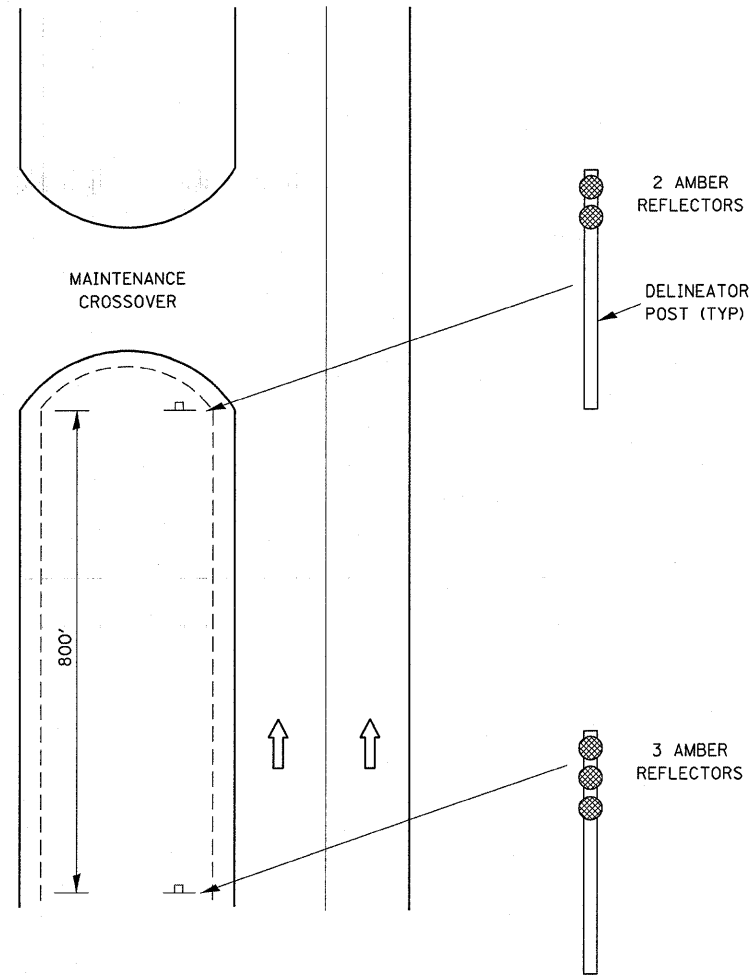 2 AMBER
REFLECTORS
MAINTENANCE
CROSSOVER
DELINEATOR
POST (TYP)
800'
3 AMBER
REFLECTORS